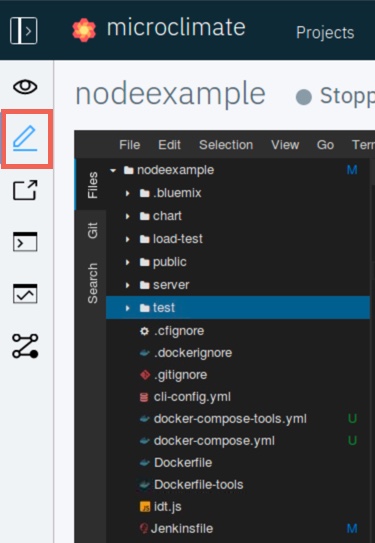 microclimate
Projects
nodeexample
Stopp
File Edit Selection View Go Ter
Files
Git
Search
nodeexample M
.bluemix
chart
load-test
public
server
test
.cfignore
.dockerignore
.gitignore
cli-config.yml
docker-compose-tools.yml U
docker-compose.yml U
Dockerfile
Dockerfile-tools
JS idt.js
Jenkinsfile M